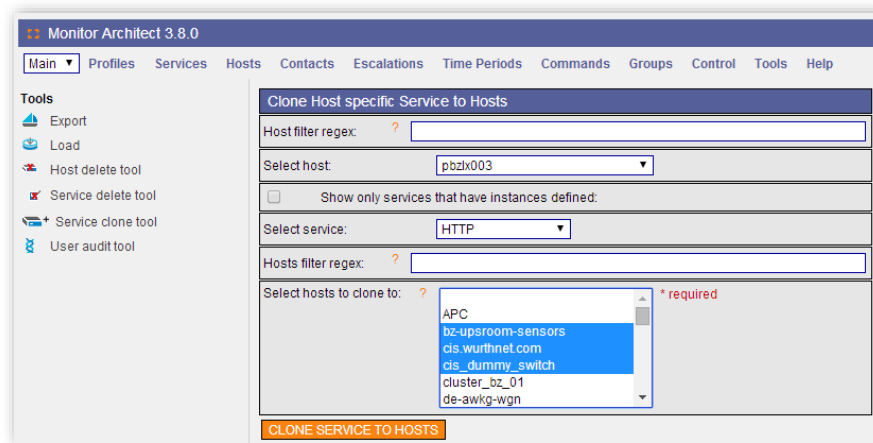 Monitor Architect 3.8.0
Main ▼ Profiles Services Hosts Contacts Escalations Time Periods Commands Groups Control Tools Help
Tools
Export
Load
Host delete tool
Service delete tool
Service clone tool
User audit tool
Clone Host specific Service to Hosts
Host filter regex: ?
Select host: pbzlx003
Show only services that have instances defined:
Select service: HTTP
Hosts filter regex: ?
Select hosts to clone to: ? * required
APC
bz-upsroom-sensors
cis.wurthnet.com
cis_dummy_switch
cluster_bz_01
de-awkg-wgn
CLONE SERVICE TO HOSTS